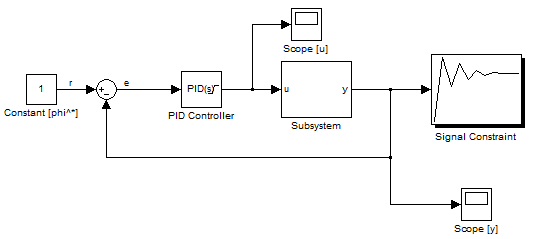 Scope [u]
r
e
1
PID(s)
u
y
Constant [phi^*]
PID Controller
Subsystem
Signal Constraint
Scope [y]